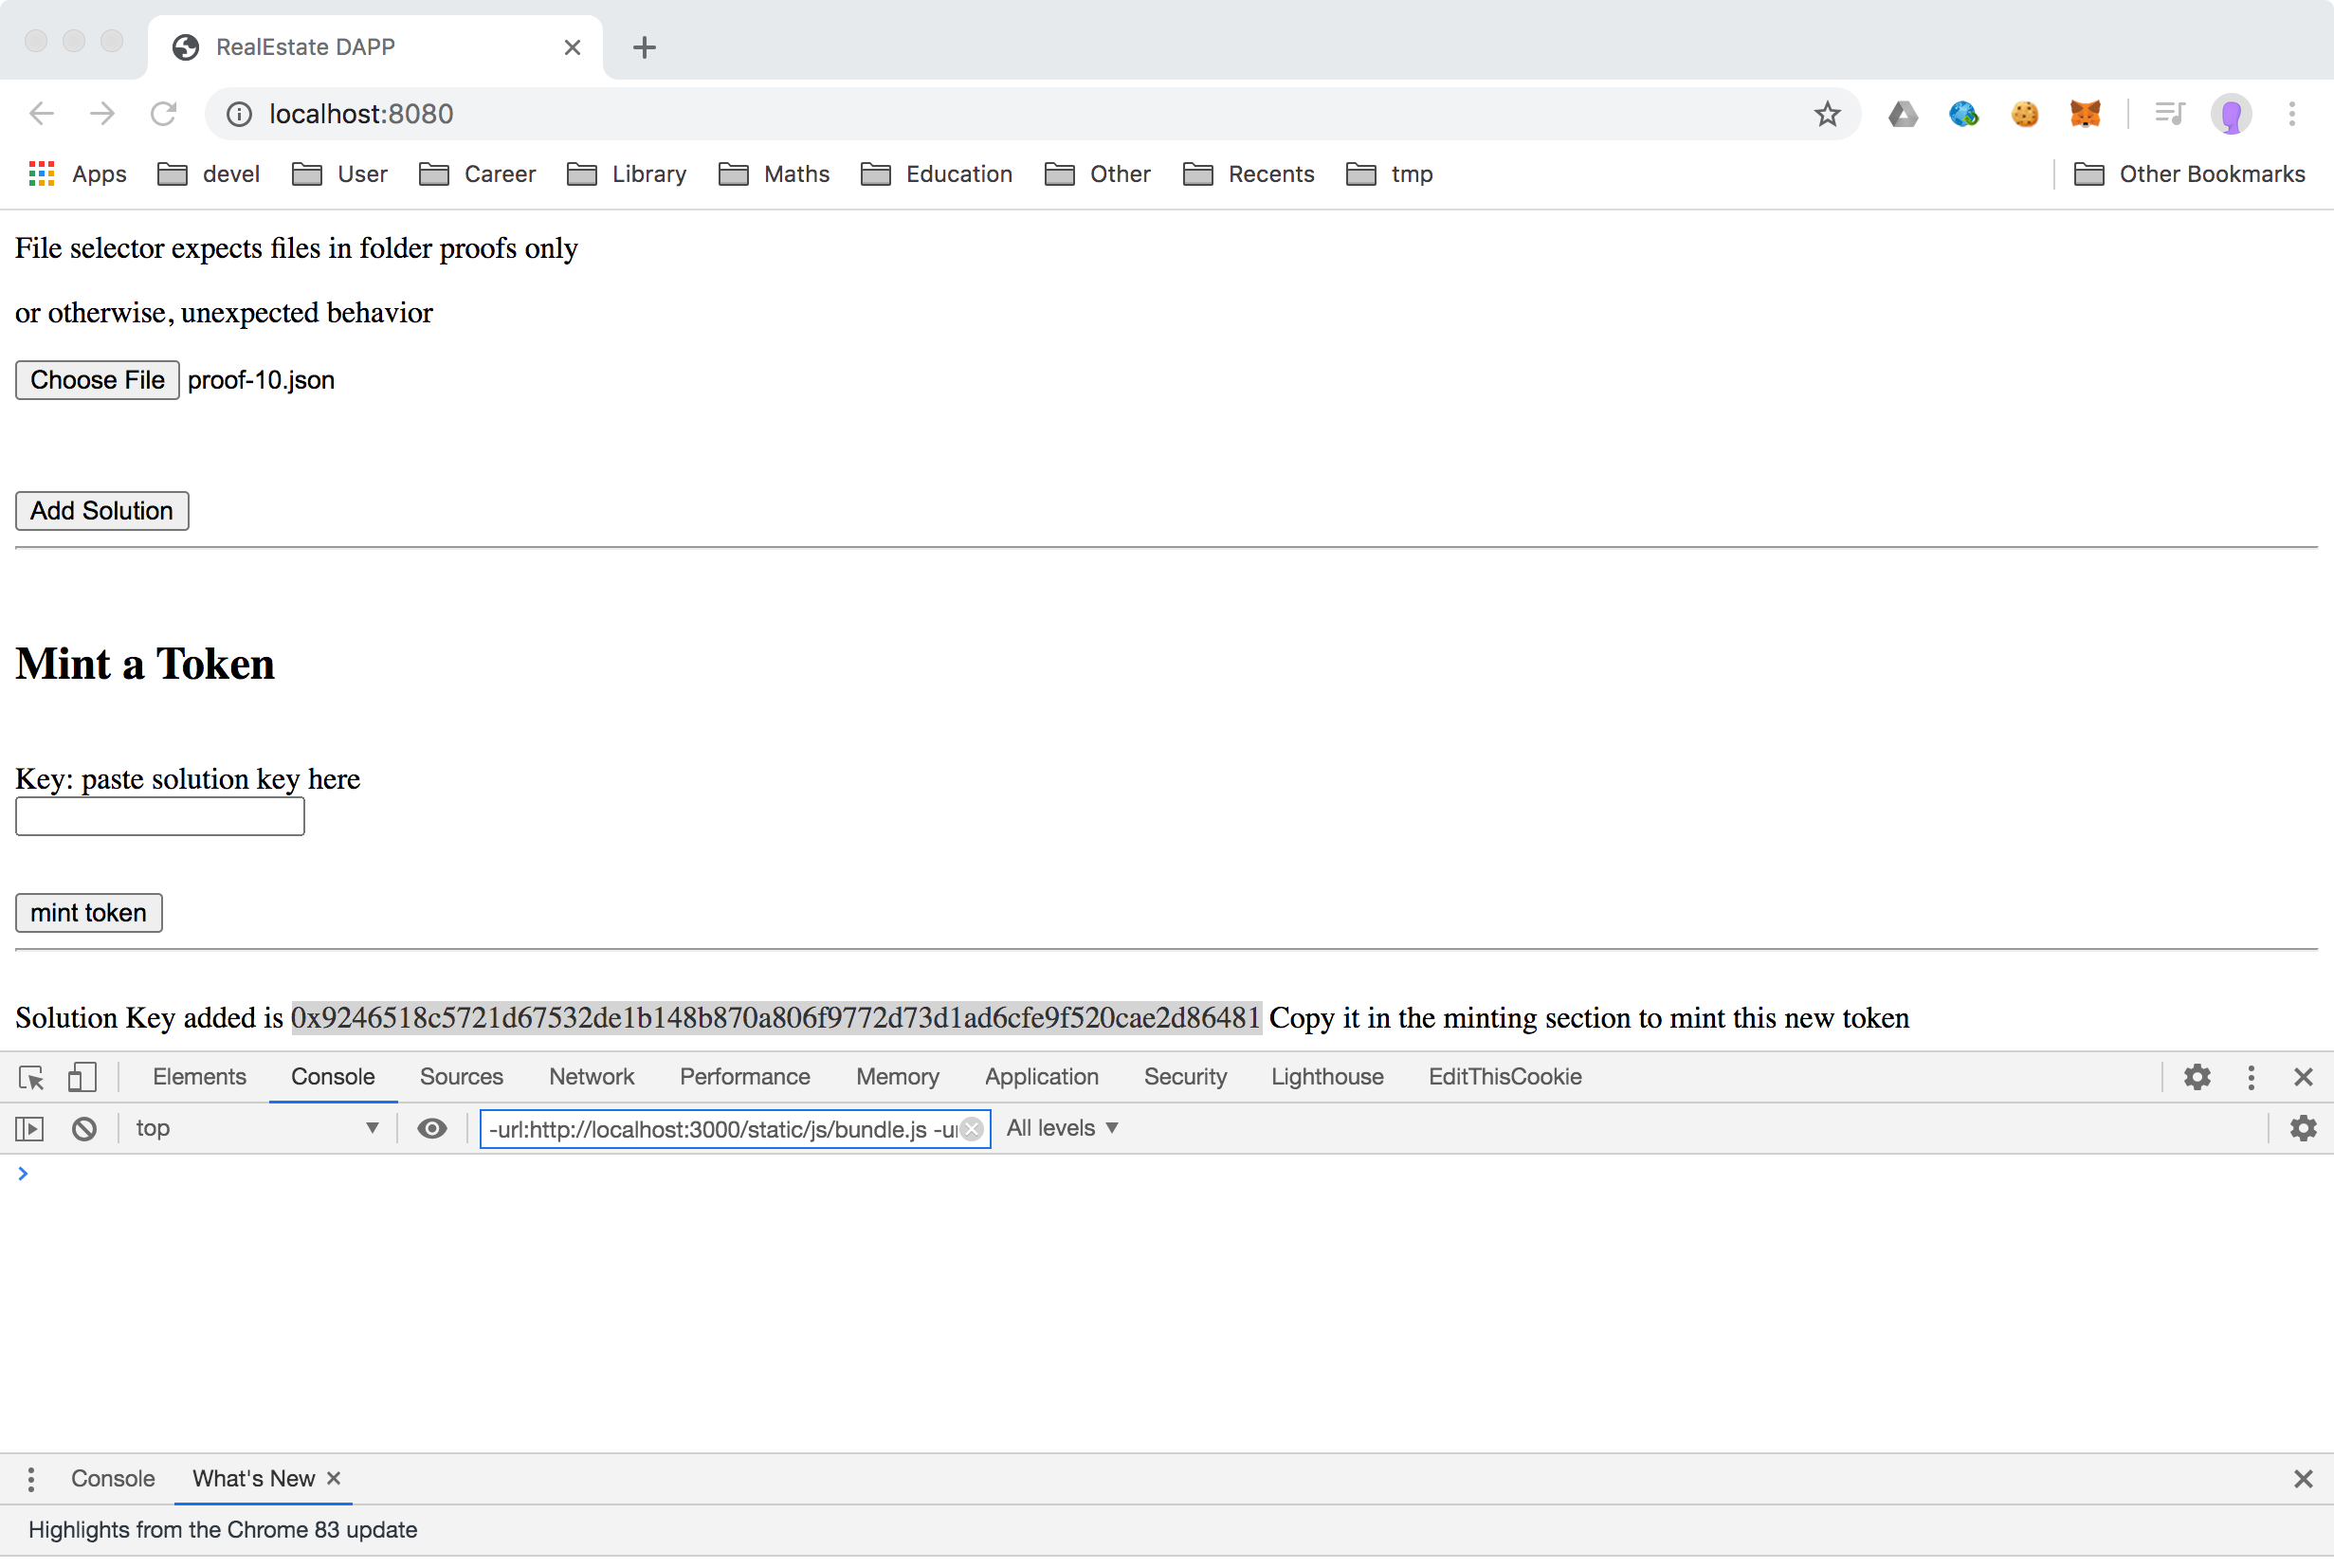 RealEstate DAPP
localhost:8080
Apps devel User Career Library Maths Education Other Recents tmp Other Bookmarks
File selector expects files in folder proofs only
or otherwise, unexpected behavior
Choose File proof-10.json
Add Solution
Mint a Token
Key: paste solution key here
mint token
Solution Key added is 0x9246518c5721d67532de1b148b870a806f9772d73d1ad6cfe9f520cae2d86481 Copy it in the minting section to mint this new token
Elements Console Sources Network Performance Memory Application Security Lighthouse EditThisCookie
top -url:http://localhost:3000/static/js/bundle.js All levels
Console What's New
Highlights from the Chrome 83 update